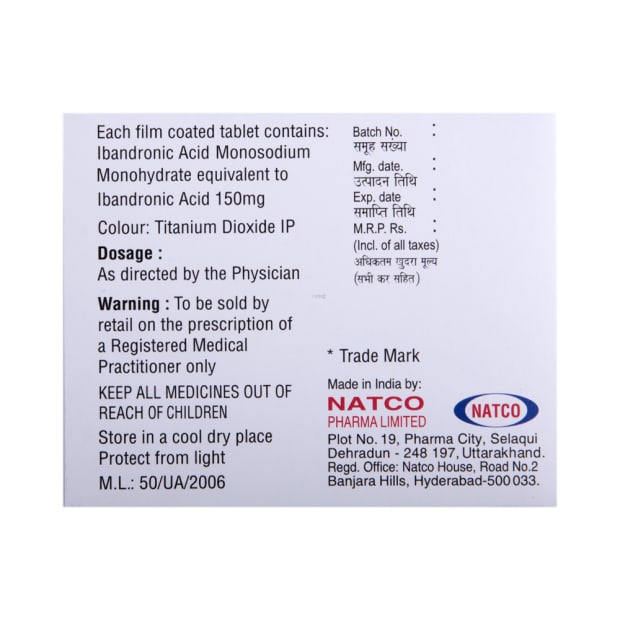 Each film coated tablet contains:
Ibandronic Acid Monosodium
Monohydrate equivalent to
Ibandronic Acid 150mg
Colour: Titanium Dioxide IP
Dosage :
As directed by the Physician
Warning : To be sold by
retail on the prescription of
a Registered Medical
Practitioner only
KEEP ALL MEDICINES OUT OF
REACH OF CHILDREN
Store in a cool dry place
Protect from light
M.L.: 50/UA/2006
Batch No. :
समूह सख्या
Mfg. date. :
उत्पादन तिथि
Exp. date :
समाप्ति तिथि
M.R.P. Rs. :
(Incl. of all taxes)
अधिकतम खुदरा मूल्य
(सभी कर सहित)
* Trade Mark
Made in India by:
NATCO
PHARMA LIMITED
NATCO
Plot No. 19, Pharma City, Selaqui
Dehradun - 248 197, Uttarakhand.
Regd. Office: Natco House, Road No.2
Banjara Hills, Hyderabad-500 033.